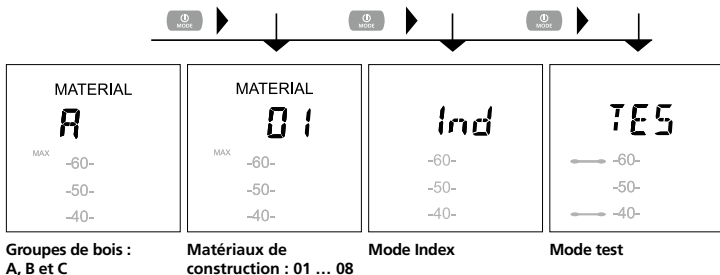 MODE MODE MODE
MATERIAL
A
MAX
-60-
-50-
-40-
MATERIAL
01
MAX
-60-
-50-
-40-
Ind
-60-
-50-
-40-
TES
-60-
-50-
-40-
Groupes de bois :
A, B et C
Matériaux de
construction : 01 … 08
Mode Index
Mode test